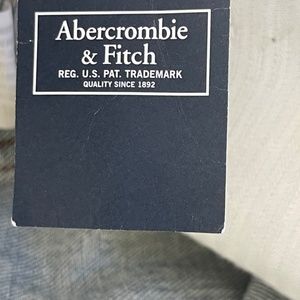 Abercrombie
& Fitch
REG. U.S. PAT. TRADEMARK
QUALITY SINCE 1892